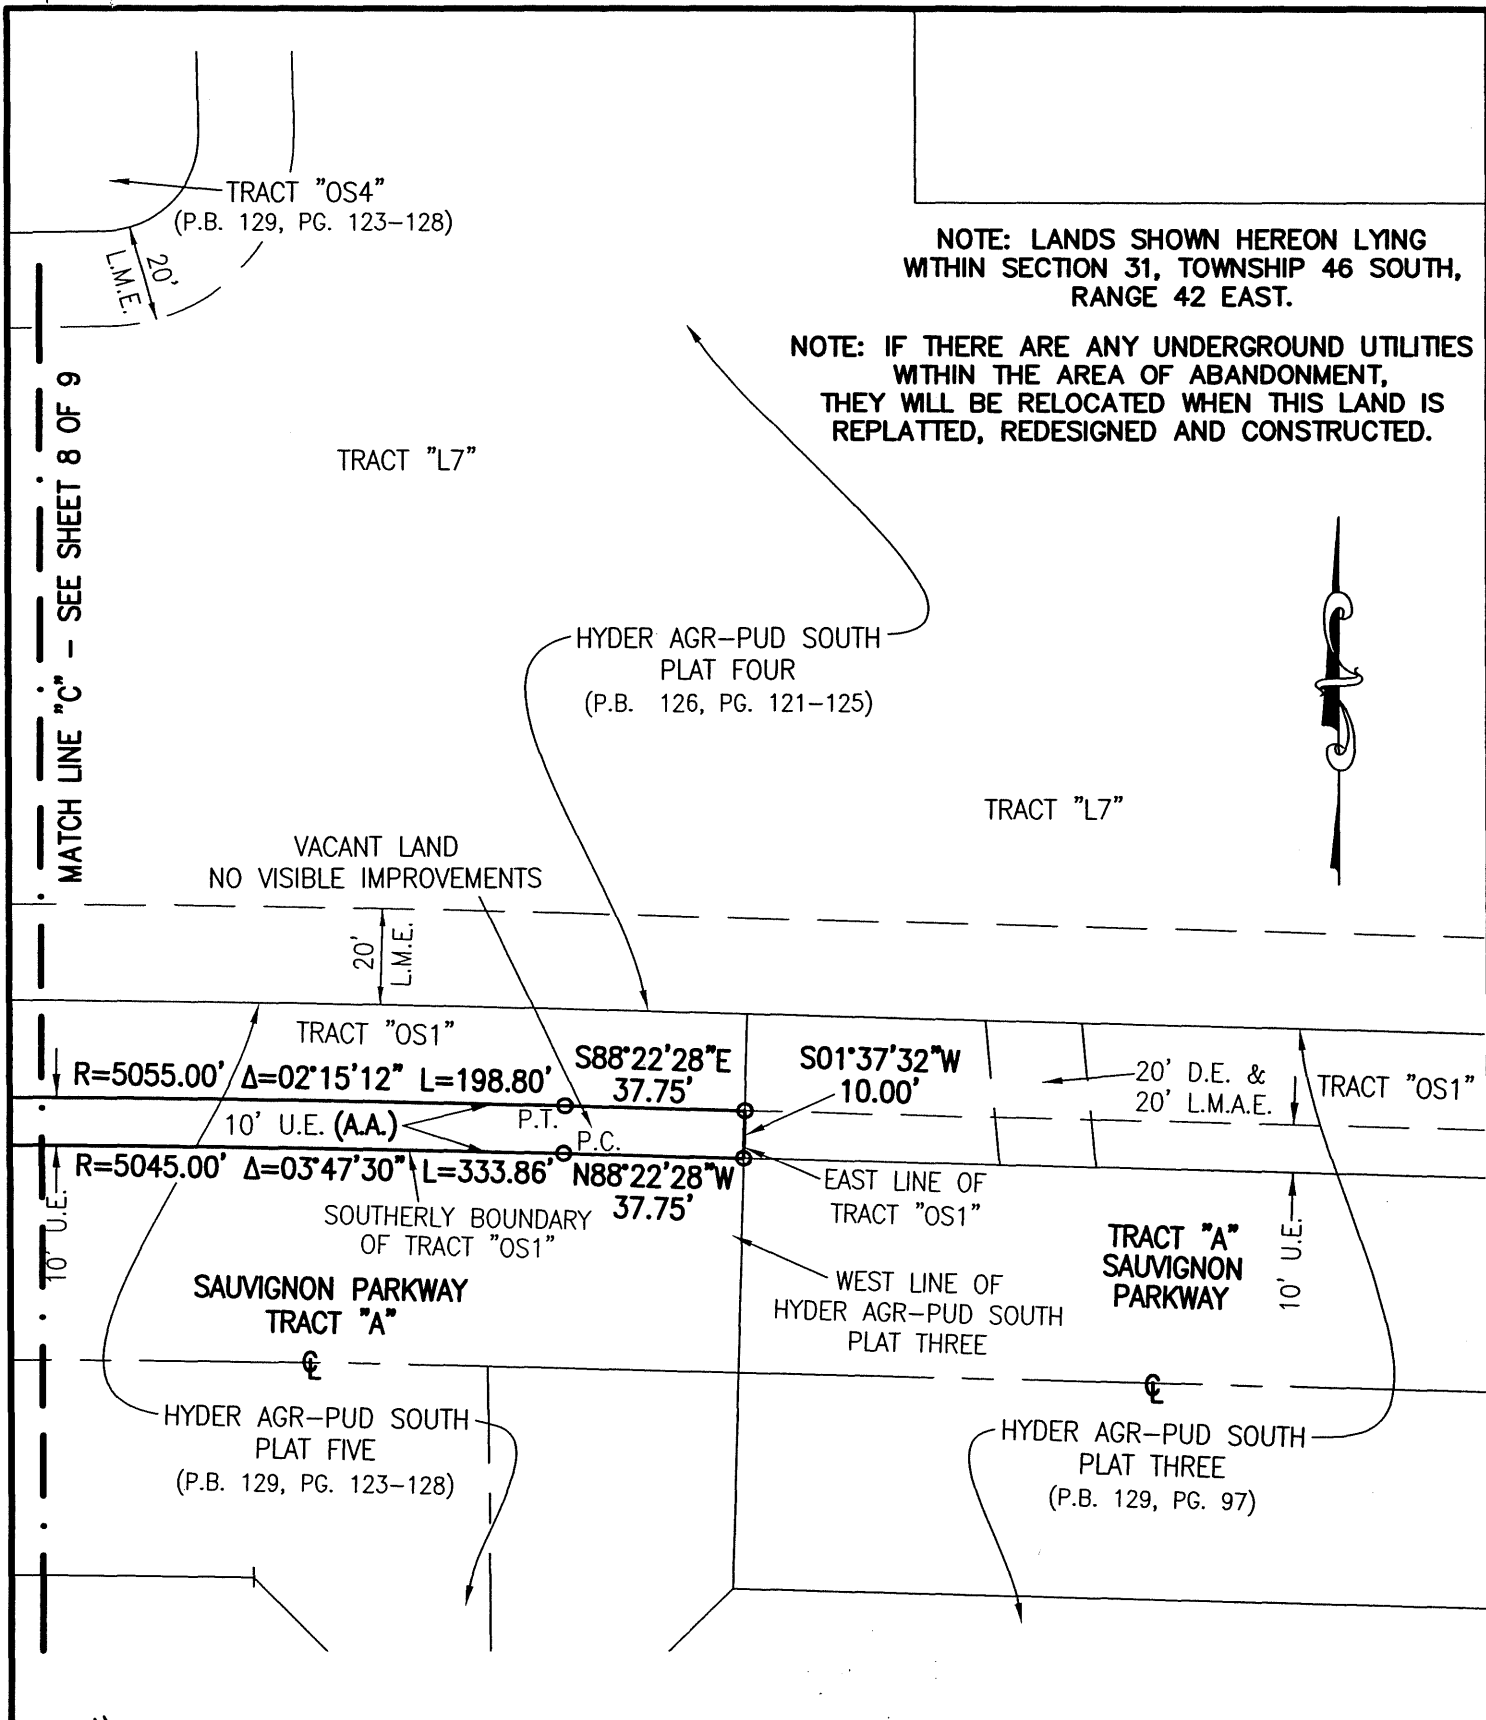 TRACT "OS4"
(P.B. 129, PG. 123-128)
20'
L.M.E.
NOTE: LANDS SHOWN HEREON LYING
WITHIN SECTION 31, TOWNSHIP 46 SOUTH,
RANGE 42 EAST.
NOTE: IF THERE ARE ANY UNDERGROUND UTILITIES
WITHIN THE AREA OF ABANDONMENT,
THEY WILL BE RELOCATED WHEN THIS LAND IS
REPLATTED, REDESIGNED AND CONSTRUCTED.
MATCH LINE "C" - SEE SHEET 8 OF 9
TRACT "L7"
HYDER AGR-PUD SOUTH
PLAT FOUR
(P.B. 126, PG. 121-125)
TRACT "L7"
VACANT LAND
NO VISIBLE IMPROVEMENTS
20'
L.M.E.
TRACT "OS1"
R=5055.00' Δ=02°15'12" L=198.80'
S88°22'28"E
37.75'
S01°37'32"W
10.00'
20' D.E. &
20' L.M.A.E.
TRACT "OS1"
10' U.E. (A.A.)
P.T.
P.C.
R=5045.00' Δ=03°47'30" L=333.86'
N88°22'28"W
37.75'
10' U.E.
SOUTHERLY BOUNDARY
OF TRACT "OS1"
EAST LINE OF
TRACT "OS1"
TRACT "A"
SAUVIGNON
PARKWAY
10' U.E.
SAUVIGNON PARKWAY
TRACT "A"
WEST LINE OF
HYDER AGR-PUD SOUTH
PLAT THREE
℄
℄
HYDER AGR-PUD SOUTH
PLAT FIVE
(P.B. 129, PG. 123-128)
HYDER AGR-PUD SOUTH
PLAT THREE
(P.B. 129, PG. 97)